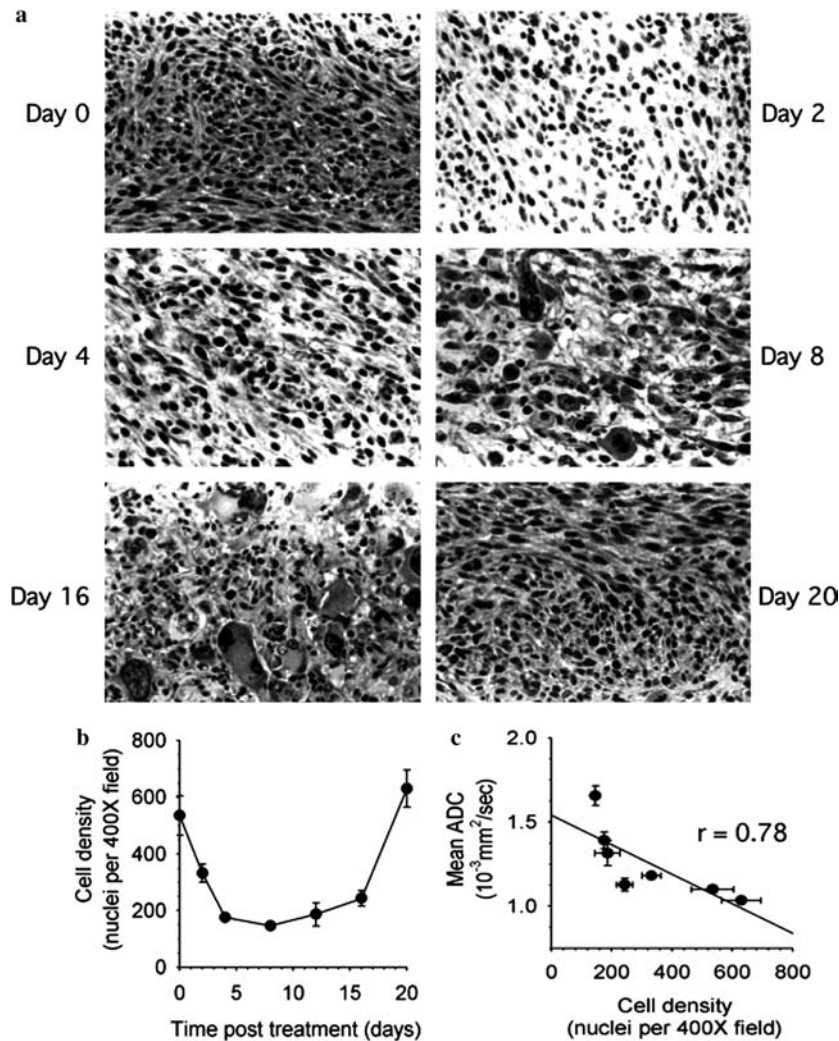 a
Day 0
Day 2
Day 4
Day 8
Day 16
Day 20
b
800
600
400
200
0
0 5 10 15 20
Cell density
(nuclei per 400X field)
Time post treatment (days)
c
2.0
1.5
1.0
0 200 400 600 800
Mean ADC
(10⁻³mm²/sec)
r = 0.78
Cell density
(nuclei per 400X field)